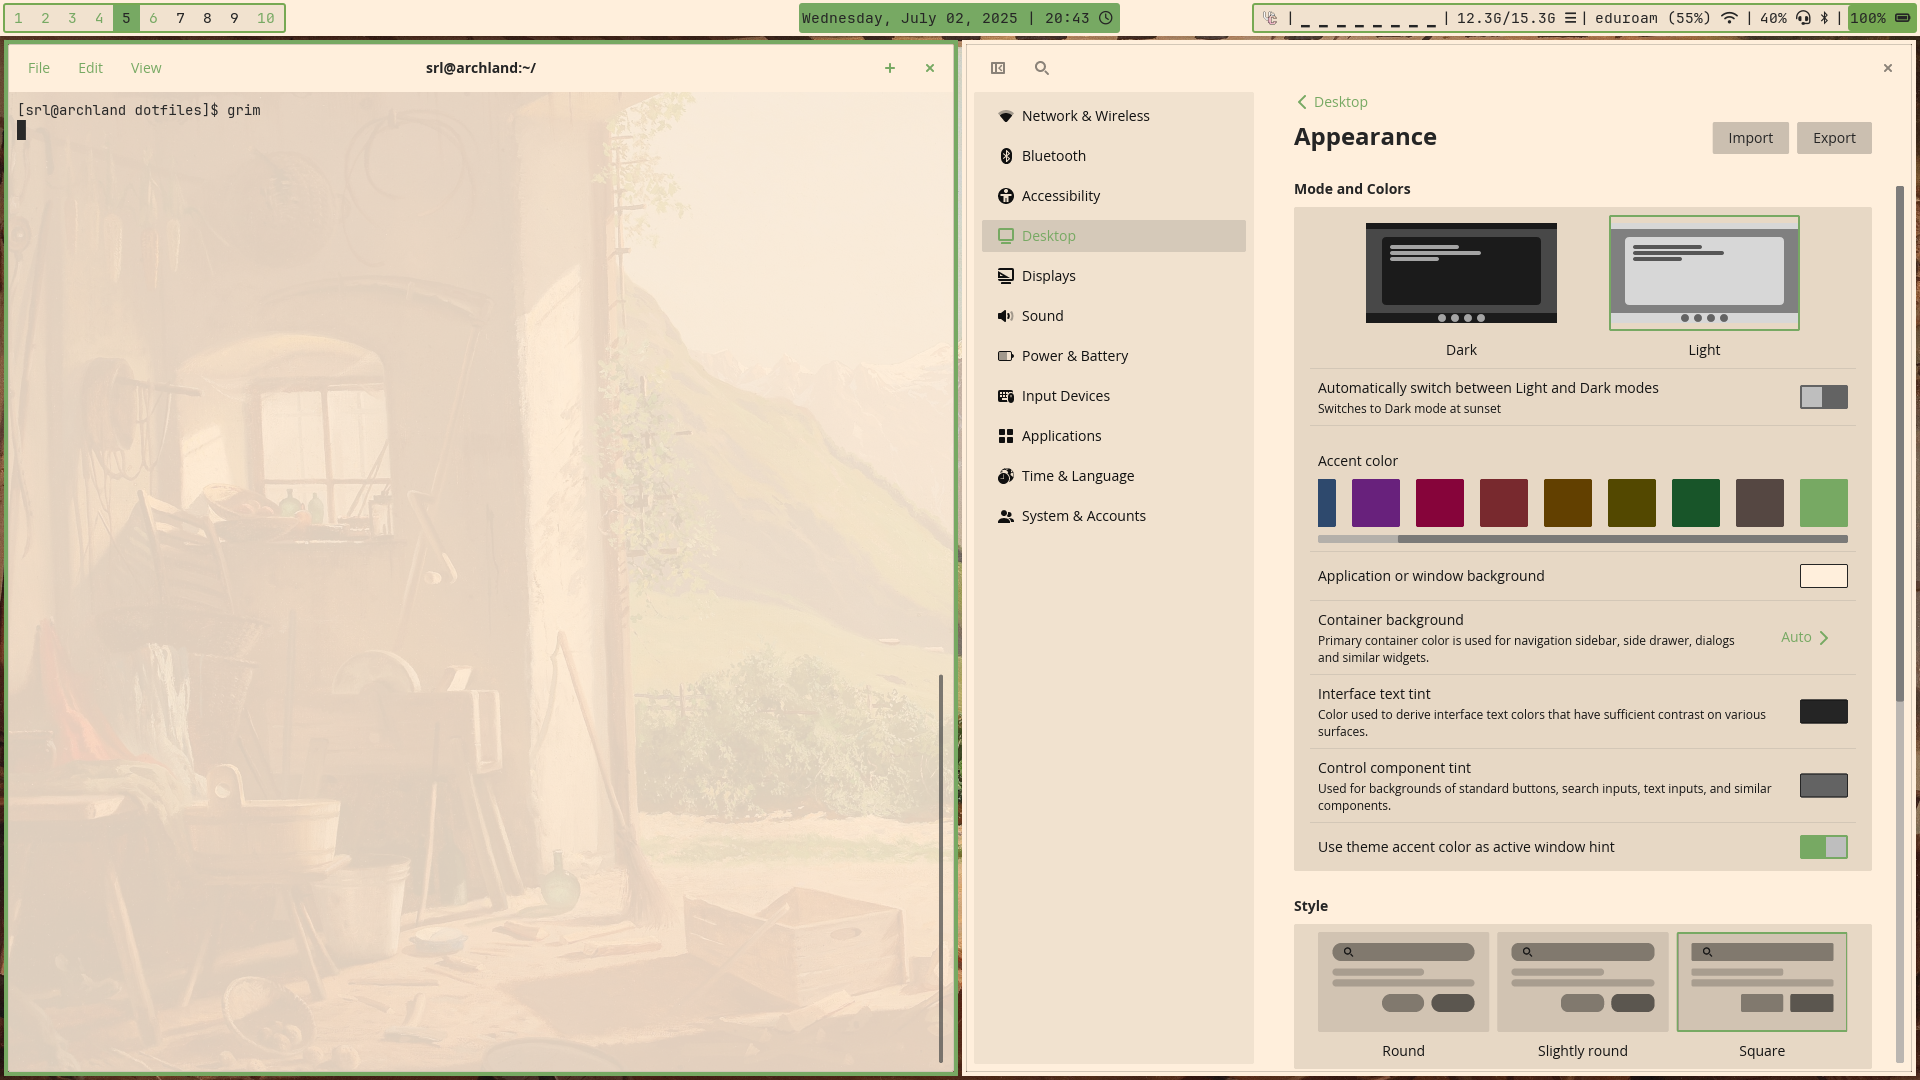 1 2 3 4 5 6 7 8 9 10
Wednesday, July 02, 2025 | 20:43
| _ _ _ _ _ _ _ _ | 12.3G/15.3G | eduroam (55%) | 40% | 100%
File Edit View srl@archland:~/ + ×
[srl@archland dotfiles]$ grim
Network & Wireless
Bluetooth
Accessibility
Desktop
Displays
Sound
Power & Battery
Input Devices
Applications
Time & Language
System & Accounts
Desktop
Appearance
Import Export
Mode and Colors
Dark Light
Automatically switch between Light and Dark modes
Switches to Dark mode at sunset
Accent color
Application or window background
Container background
Primary container color is used for navigation sidebar, side drawer, dialogs
and similar widgets.
Auto
Interface text tint
Color used to derive interface text colors that have sufficient contrast on various
surfaces.
Control component tint
Used for backgrounds of standard buttons, search inputs, text inputs, and similar
components.
Use theme accent color as active window hint
Style
Round Slightly round Square